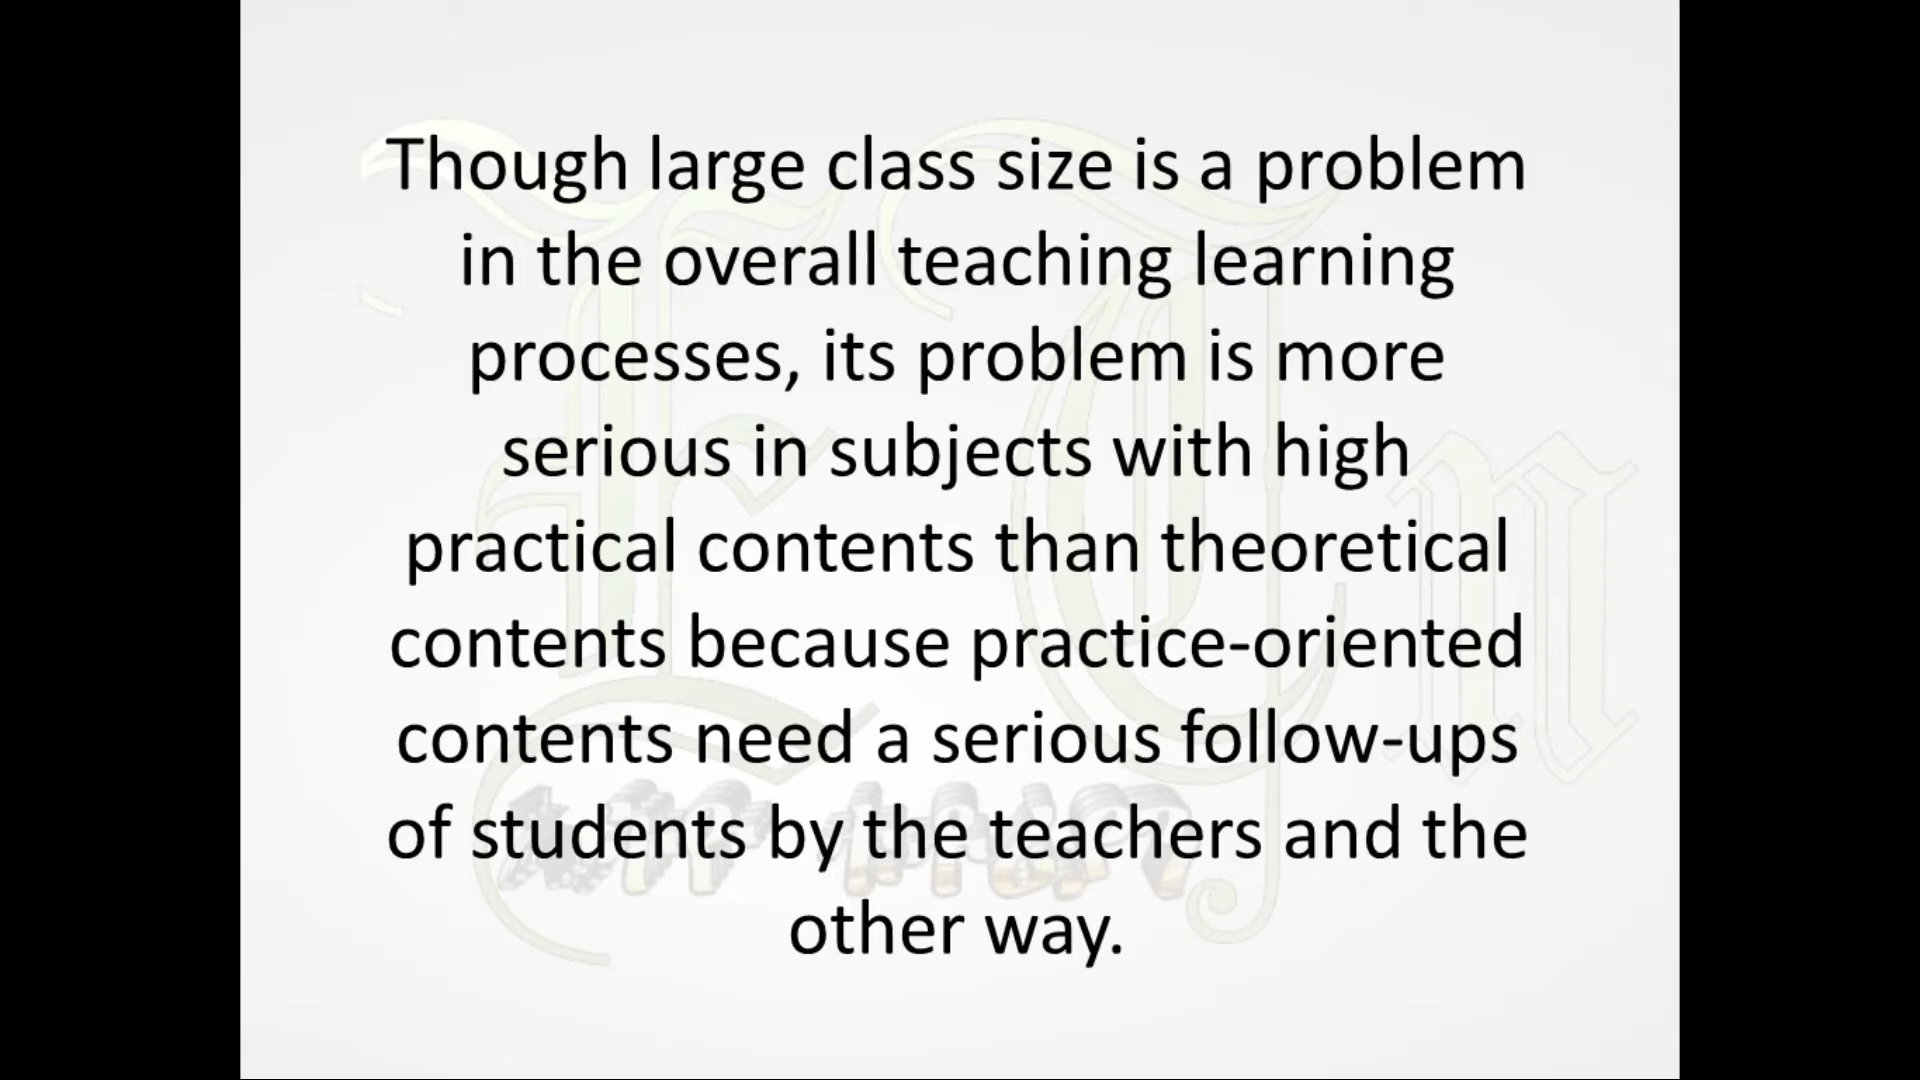 Though large class size is a problem
in the overall teaching learning
processes, its problem is more
serious in subjects with high
practical contents than theoretical
contents because practice-oriented
contents need a serious follow-ups
of students by the teachers and the
other way.